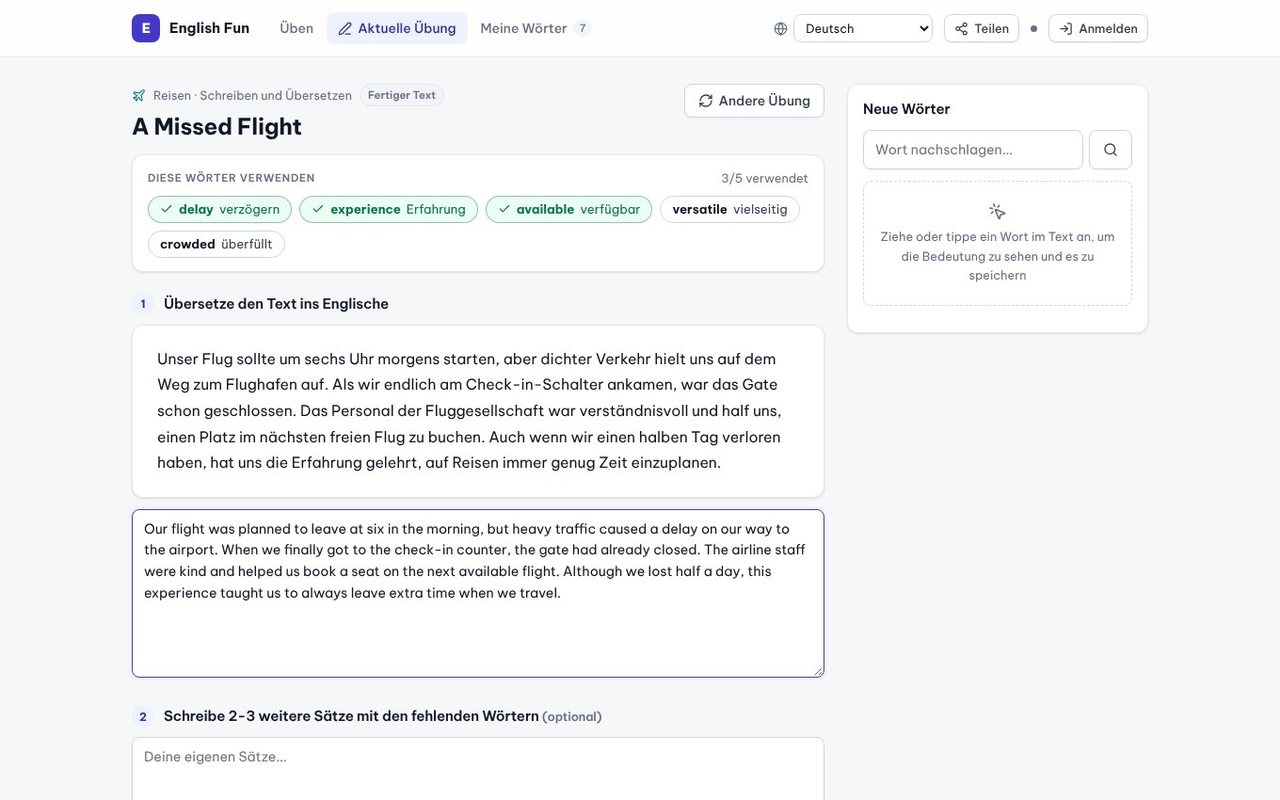 E English Fun Üben Aktuelle Übung Meine Wörter 7 Deutsch Teilen Anmelden
Reisen · Schreiben und Übersetzen Fertiger Text
A Missed Flight
Andere Übung
DIESE WÖRTER VERWENDEN 3/5 verwendet
delay verzögern experience Erfahrung available verfügbar versatile vielseitig
crowded überfüllt
1 Übersetze den Text ins Englische
Unser Flug sollte um sechs Uhr morgens starten, aber dichter Verkehr hielt uns auf dem
Weg zum Flughafen auf. Als wir endlich am Check-in-Schalter ankamen, war das Gate
schon geschlossen. Das Personal der Fluggesellschaft war verständnisvoll und half uns,
einen Platz im nächsten freien Flug zu buchen. Auch wenn wir einen halben Tag verloren
haben, hat uns die Erfahrung gelehrt, auf Reisen immer genug Zeit einzuplanen.
Our flight was planned to leave at six in the morning, but heavy traffic caused a delay on our way to
the airport. When we finally got to the check-in counter, the gate had already closed. The airline staff
were kind and helped us book a seat on the next available flight. Although we lost half a day, this
experience taught us to always leave extra time when we travel.
2 Schreibe 2-3 weitere Sätze mit den fehlenden Wörtern (optional)
Deine eigenen Sätze...
Neue Wörter
Wort nachschlagen...
Ziehe oder tippe ein Wort im Text an, um
die Bedeutung zu sehen und es zu
speichern